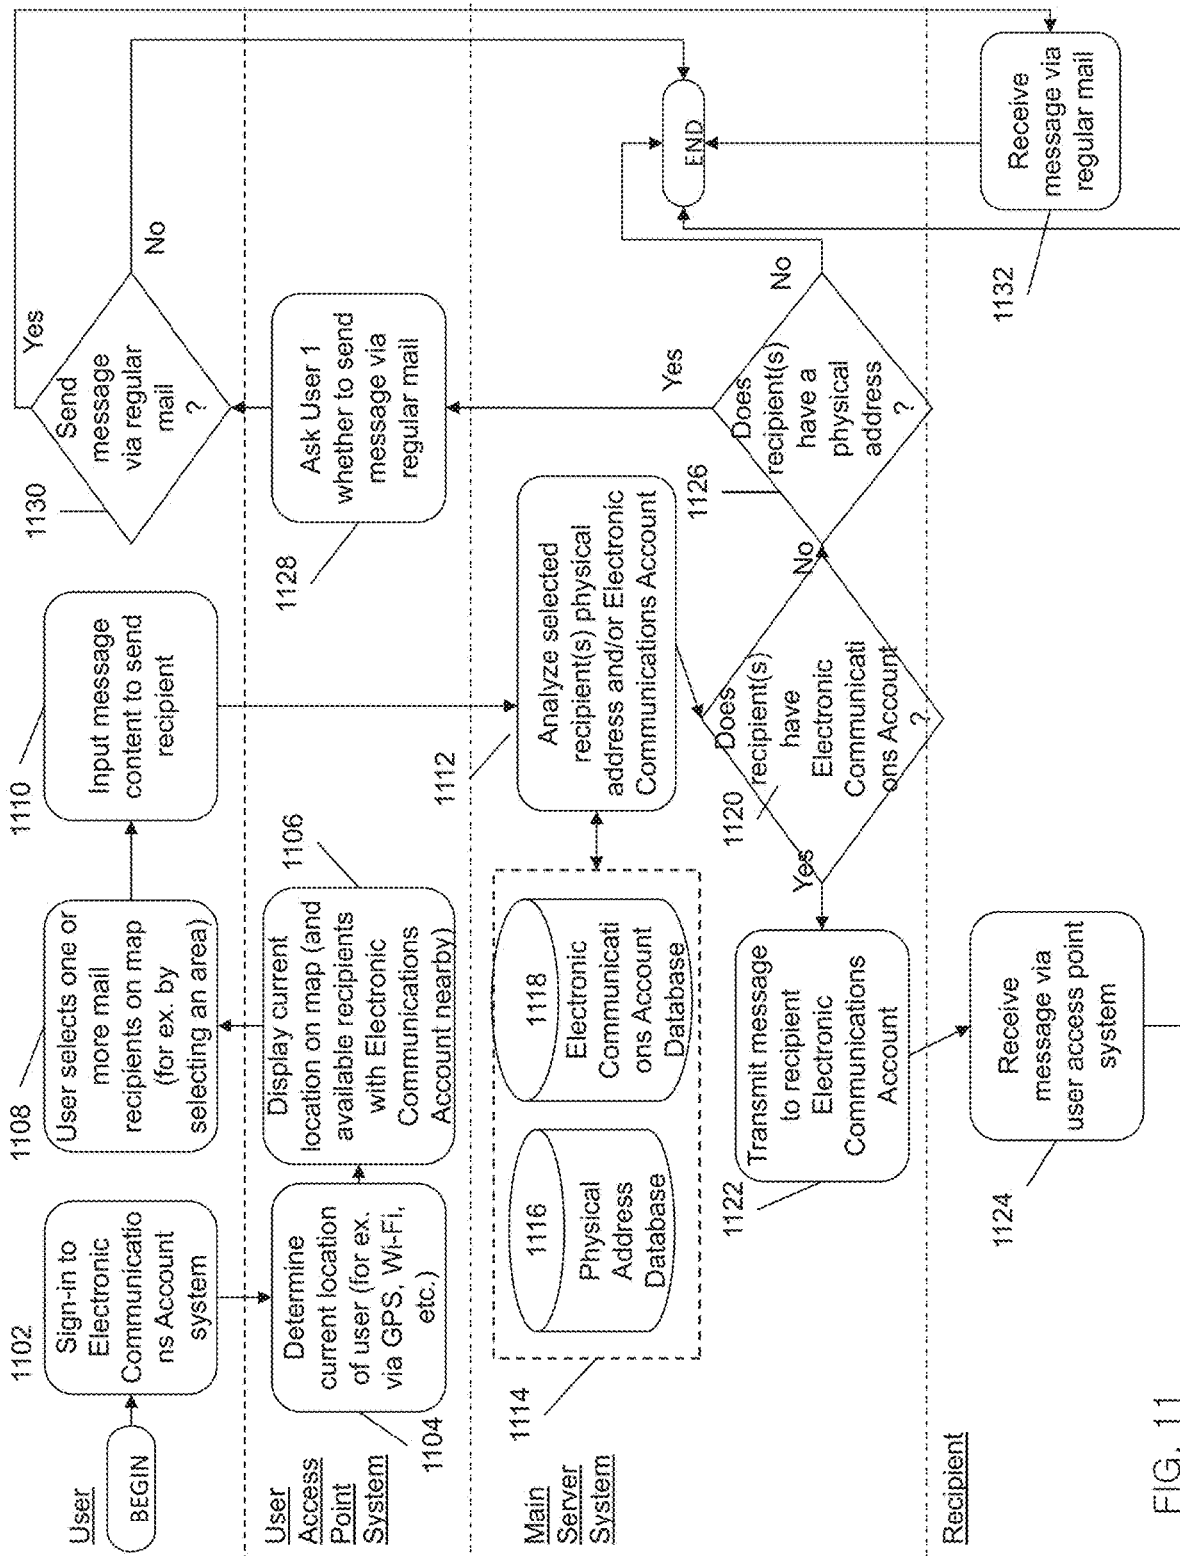 User
BEGIN
1102
Sign-in to
Electronic
Communicatio
ns Account
system
1108
User selects one or
more mail
recipients on map
(for ex. by
selecting an area)
1110
Input message
content to send
recipient
1130
Send
message
via regular
mail
?
Yes
No
User
Access
Point
System
1104
Determine
current location
of user (for ex.
via GPS, Wi-Fi,
etc.)
1106
Display current
location on map (and
available recipients
with Electronic
Communications
Account nearby)
1128
Ask User 1
whether to send
message via
regular mail
Main
Server
System
1114
1116
Physical
Address
Database
1118
Electronic
Communicati
ons Account
Database
1112
Analyze selected
recipient(s) physical
address and/or Electronic
Communications Account
1120
Does
recipient(s)
have
Electronic
Communicati
ons Account
?
Yes
No
1122
Transmit message
to recipient
Electronic
Communications
Account
1126
Does
recipient(s)
have a
physical
address
?
Yes
No
END
Recipient
1124
Receive
message via
user access point
system
1132
Receive
message via
regular mail
FIG. 11